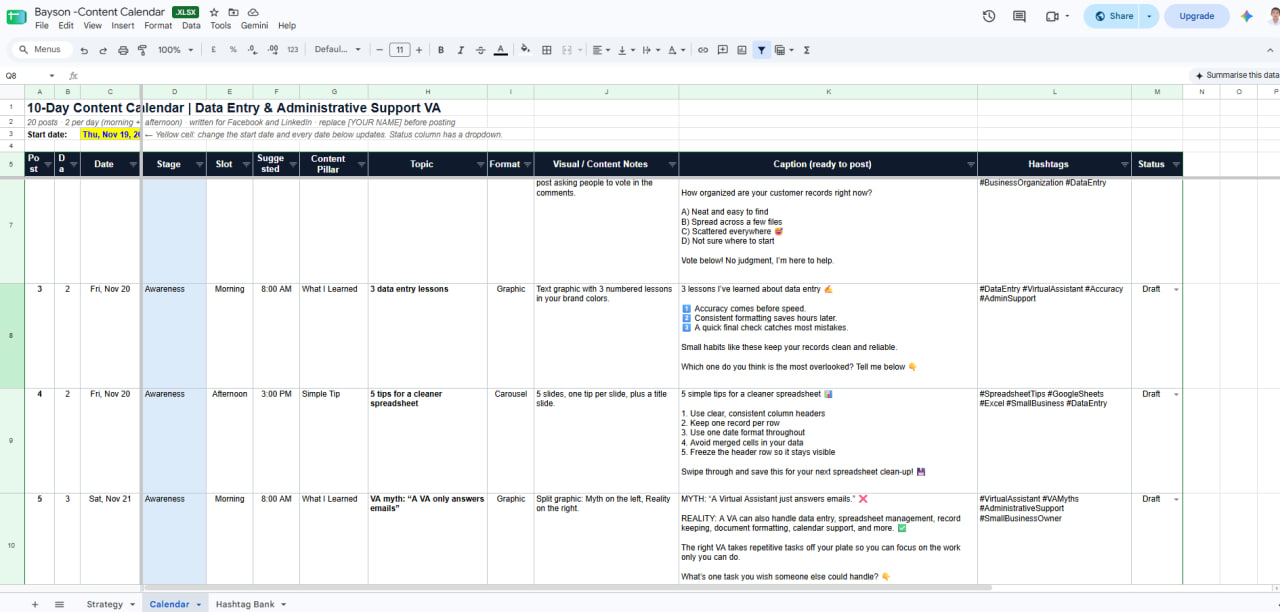 Bayson -Content Calendar .XLSX
File Edit View Insert Format Data Tools Gemini Help
Share
Upgrade
Menus
100%
£ % .0 .00 123
Defaul...
11
B I A
Q8
fx
Summarise this data
A B C D E F G H I J K L M N O P
1
10-Day Content Calendar | Data Entry & Administrative Support VA
2
20 posts · 2 per day (morning + afternoon) · written for Facebook and LinkedIn · replace [YOUR NAME] before posting
3
Start date: Thu, Nov 19, 20 ← Yellow cell: change the start date and every date below updates. Status column has a dropdown.
4
5
Po
st
D
a
Date
Stage
Slot
Sugge
sted
Content
Pillar
Topic
Format
Visual / Content Notes
Caption (ready to post)
Hashtags
Status
7
post asking people to vote in the
comments.
How organized are your customer records right now?
A) Neat and easy to find
B) Spread across a few files
C) Scattered everywhere 😅
D) Not sure where to start
Vote below! No judgment, I'm here to help.
#BusinessOrganization #DataEntry
8
3
2
Fri, Nov 20
Awareness
Morning
8:00 AM
What I Learned
3 data entry lessons
Graphic
Text graphic with 3 numbered lessons
in your brand colors.
3 lessons I've learned about data entry ✍️
1️⃣ Accuracy comes before speed.
2️⃣ Consistent formatting saves hours later.
3️⃣ A quick final check catches most mistakes.
Small habits like these keep your records clean and reliable.
Which one do you think is the most overlooked? Tell me below 👇
#DataEntry #VirtualAssistant #Accuracy
#AdminSupport
Draft
9
4
2
Fri, Nov 20
Awareness
Afternoon
3:00 PM
Simple Tip
5 tips for a cleaner
spreadsheet
Carousel
5 slides, one tip per slide, plus a title
slide.
5 simple tips for a cleaner spreadsheet 📊
1. Use clear, consistent column headers
2. Keep one record per row
3. Use one date format throughout
4. Avoid merged cells in your data
5. Freeze the header row so it stays visible
Swipe through and save this for your next spreadsheet clean-up! 💾
#SpreadsheetTips #GoogleSheets
#Excel #SmallBusiness #DataEntry
Draft
10
5
3
Sat, Nov 21
Awareness
Morning
8:00 AM
What I Learned
VA myth: “A VA only answers
emails”
Graphic
Split graphic: Myth on the left, Reality
on the right.
MYTH: “A Virtual Assistant just answers emails.” ❌
REALITY: A VA can also handle data entry, spreadsheet management, record
keeping, document formatting, calendar support, and more. ✅
The right VA takes repetitive tasks off your plate so you can focus on the work
only you can do.
What's one task you wish someone else could handle? 👇
#VirtualAssistant #VAMyths
#AdministrativeSupport
#SmallBusinessOwner
Draft
Strategy Calendar Hashtag Bank